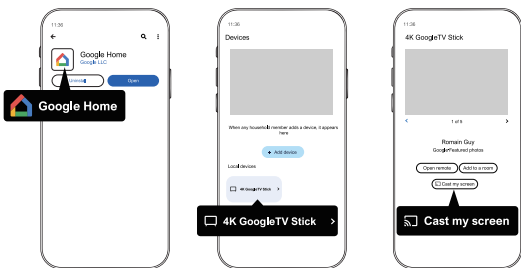 11:36
Google Home
Google LLC
Uninstall
Open
Google Home
11:36
Devices
When any household member adds a device, it appears
here
+ Add device
Local devices
4K GoogleTV Stick
4K GoogleTV Stick
11:36
4K GoogleTV Stick
1 of 5
Romain Guy
Google•Featured photos
Open remote
Add to a room
Cast my screen
Cast my screen